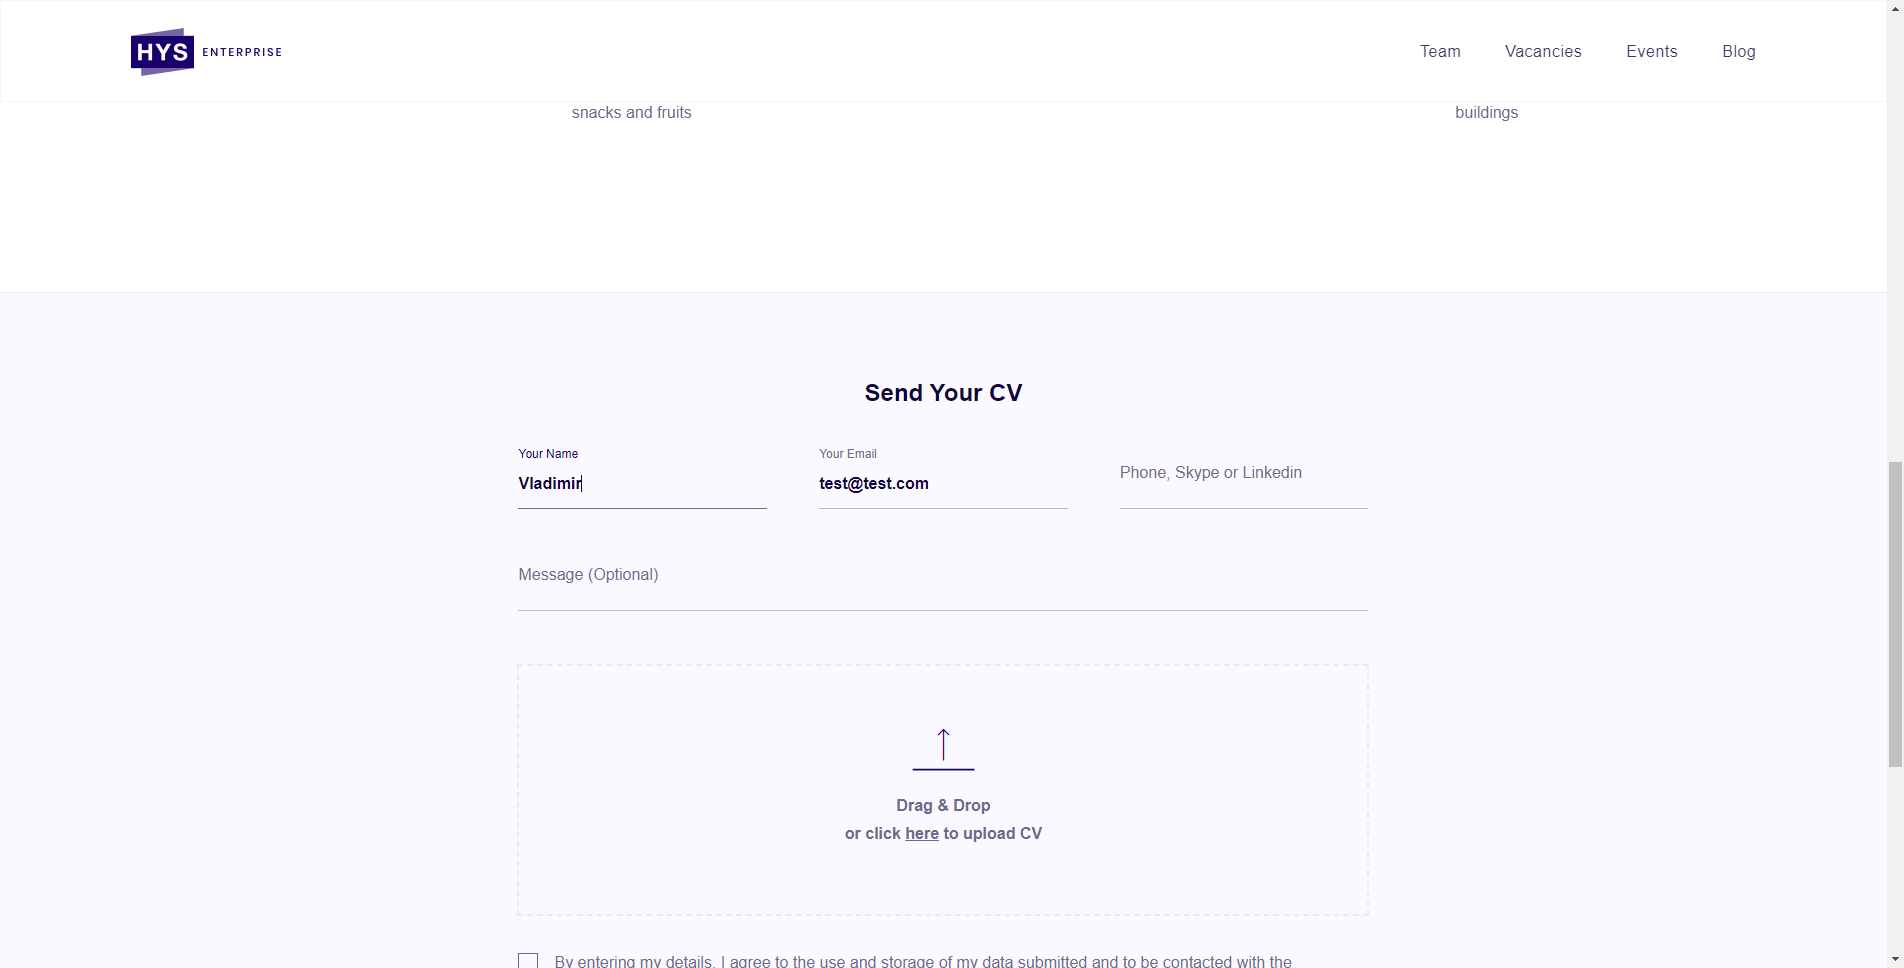 HYS ENTERPRISE
Team Vacancies Events Blog
snacks and fruits
buildings
Send Your CV
Your Name
Vladimir
Your Email
test@test.com
Phone, Skype or Linkedin
Message (Optional)
Drag & Drop
or click here to upload CV
By entering my details, I agree to the use and storage of my data submitted and to be contacted with the